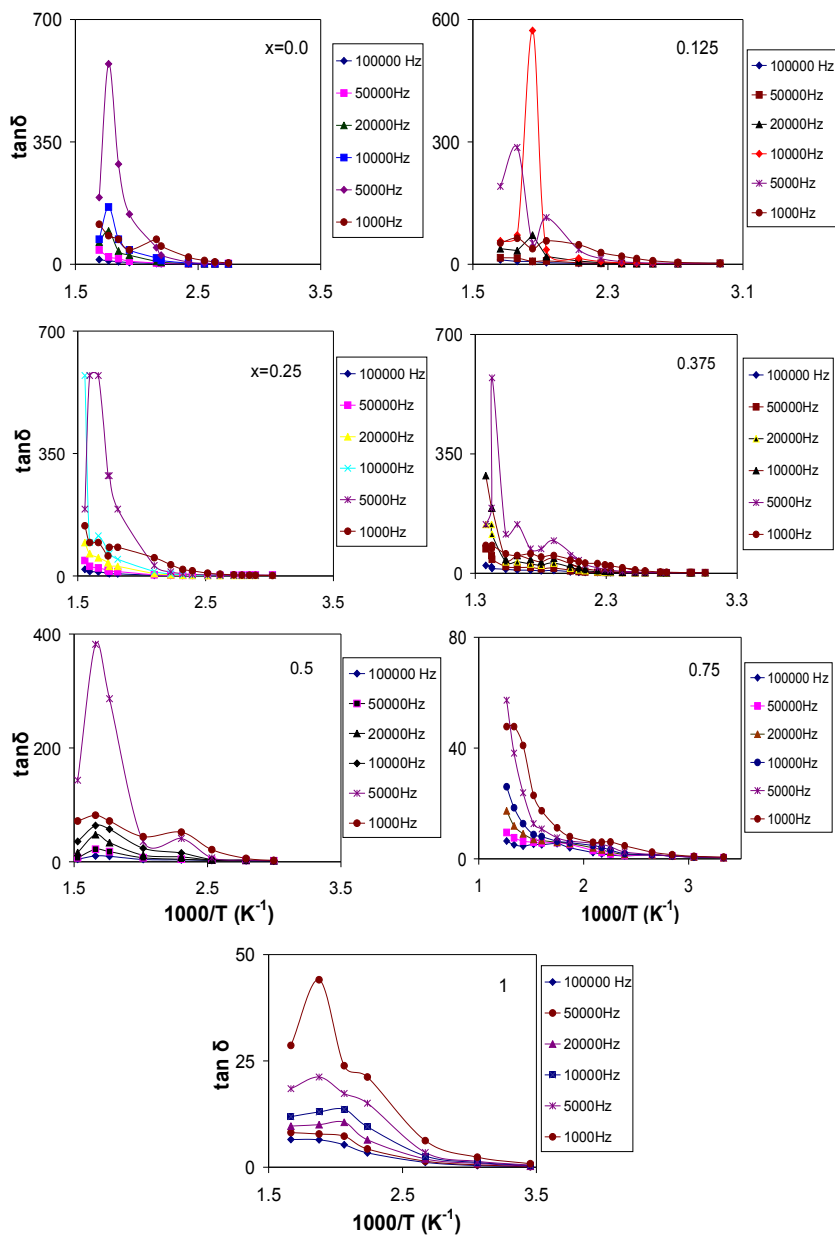 700
350
0
tanδ
1.5 2.5 3.5
x=0.0
100000 Hz
50000Hz
20000Hz
10000Hz
5000Hz
1000Hz
600
300
0
1.5 2.3 3.1
0.125
100000 Hz
50000Hz
20000Hz
10000Hz
5000Hz
1000Hz
700
350
0
tanδ
1.5 2.5 3.5
x=0.25
100000 Hz
50000Hz
20000Hz
10000Hz
5000Hz
1000Hz
700
350
0
1.3 2.3 3.3
0.375
100000 Hz
50000Hz
20000Hz
10000Hz
5000Hz
1000Hz
400
200
0
tanδ
1.5 2.5 3.5
1000/T (K-1)
0.5
100000 Hz
50000Hz
20000Hz
10000Hz
5000Hz
1000Hz
80
40
0
1 2 3
1000/T (K-1)
0.75
100000 Hz
50000Hz
20000Hz
10000Hz
5000Hz
1000Hz
50
25
0
tan δ
1.5 2.5 3.5
1000/T (K-1)
1
100000 Hz
50000Hz
20000Hz
10000Hz
5000Hz
1000Hz